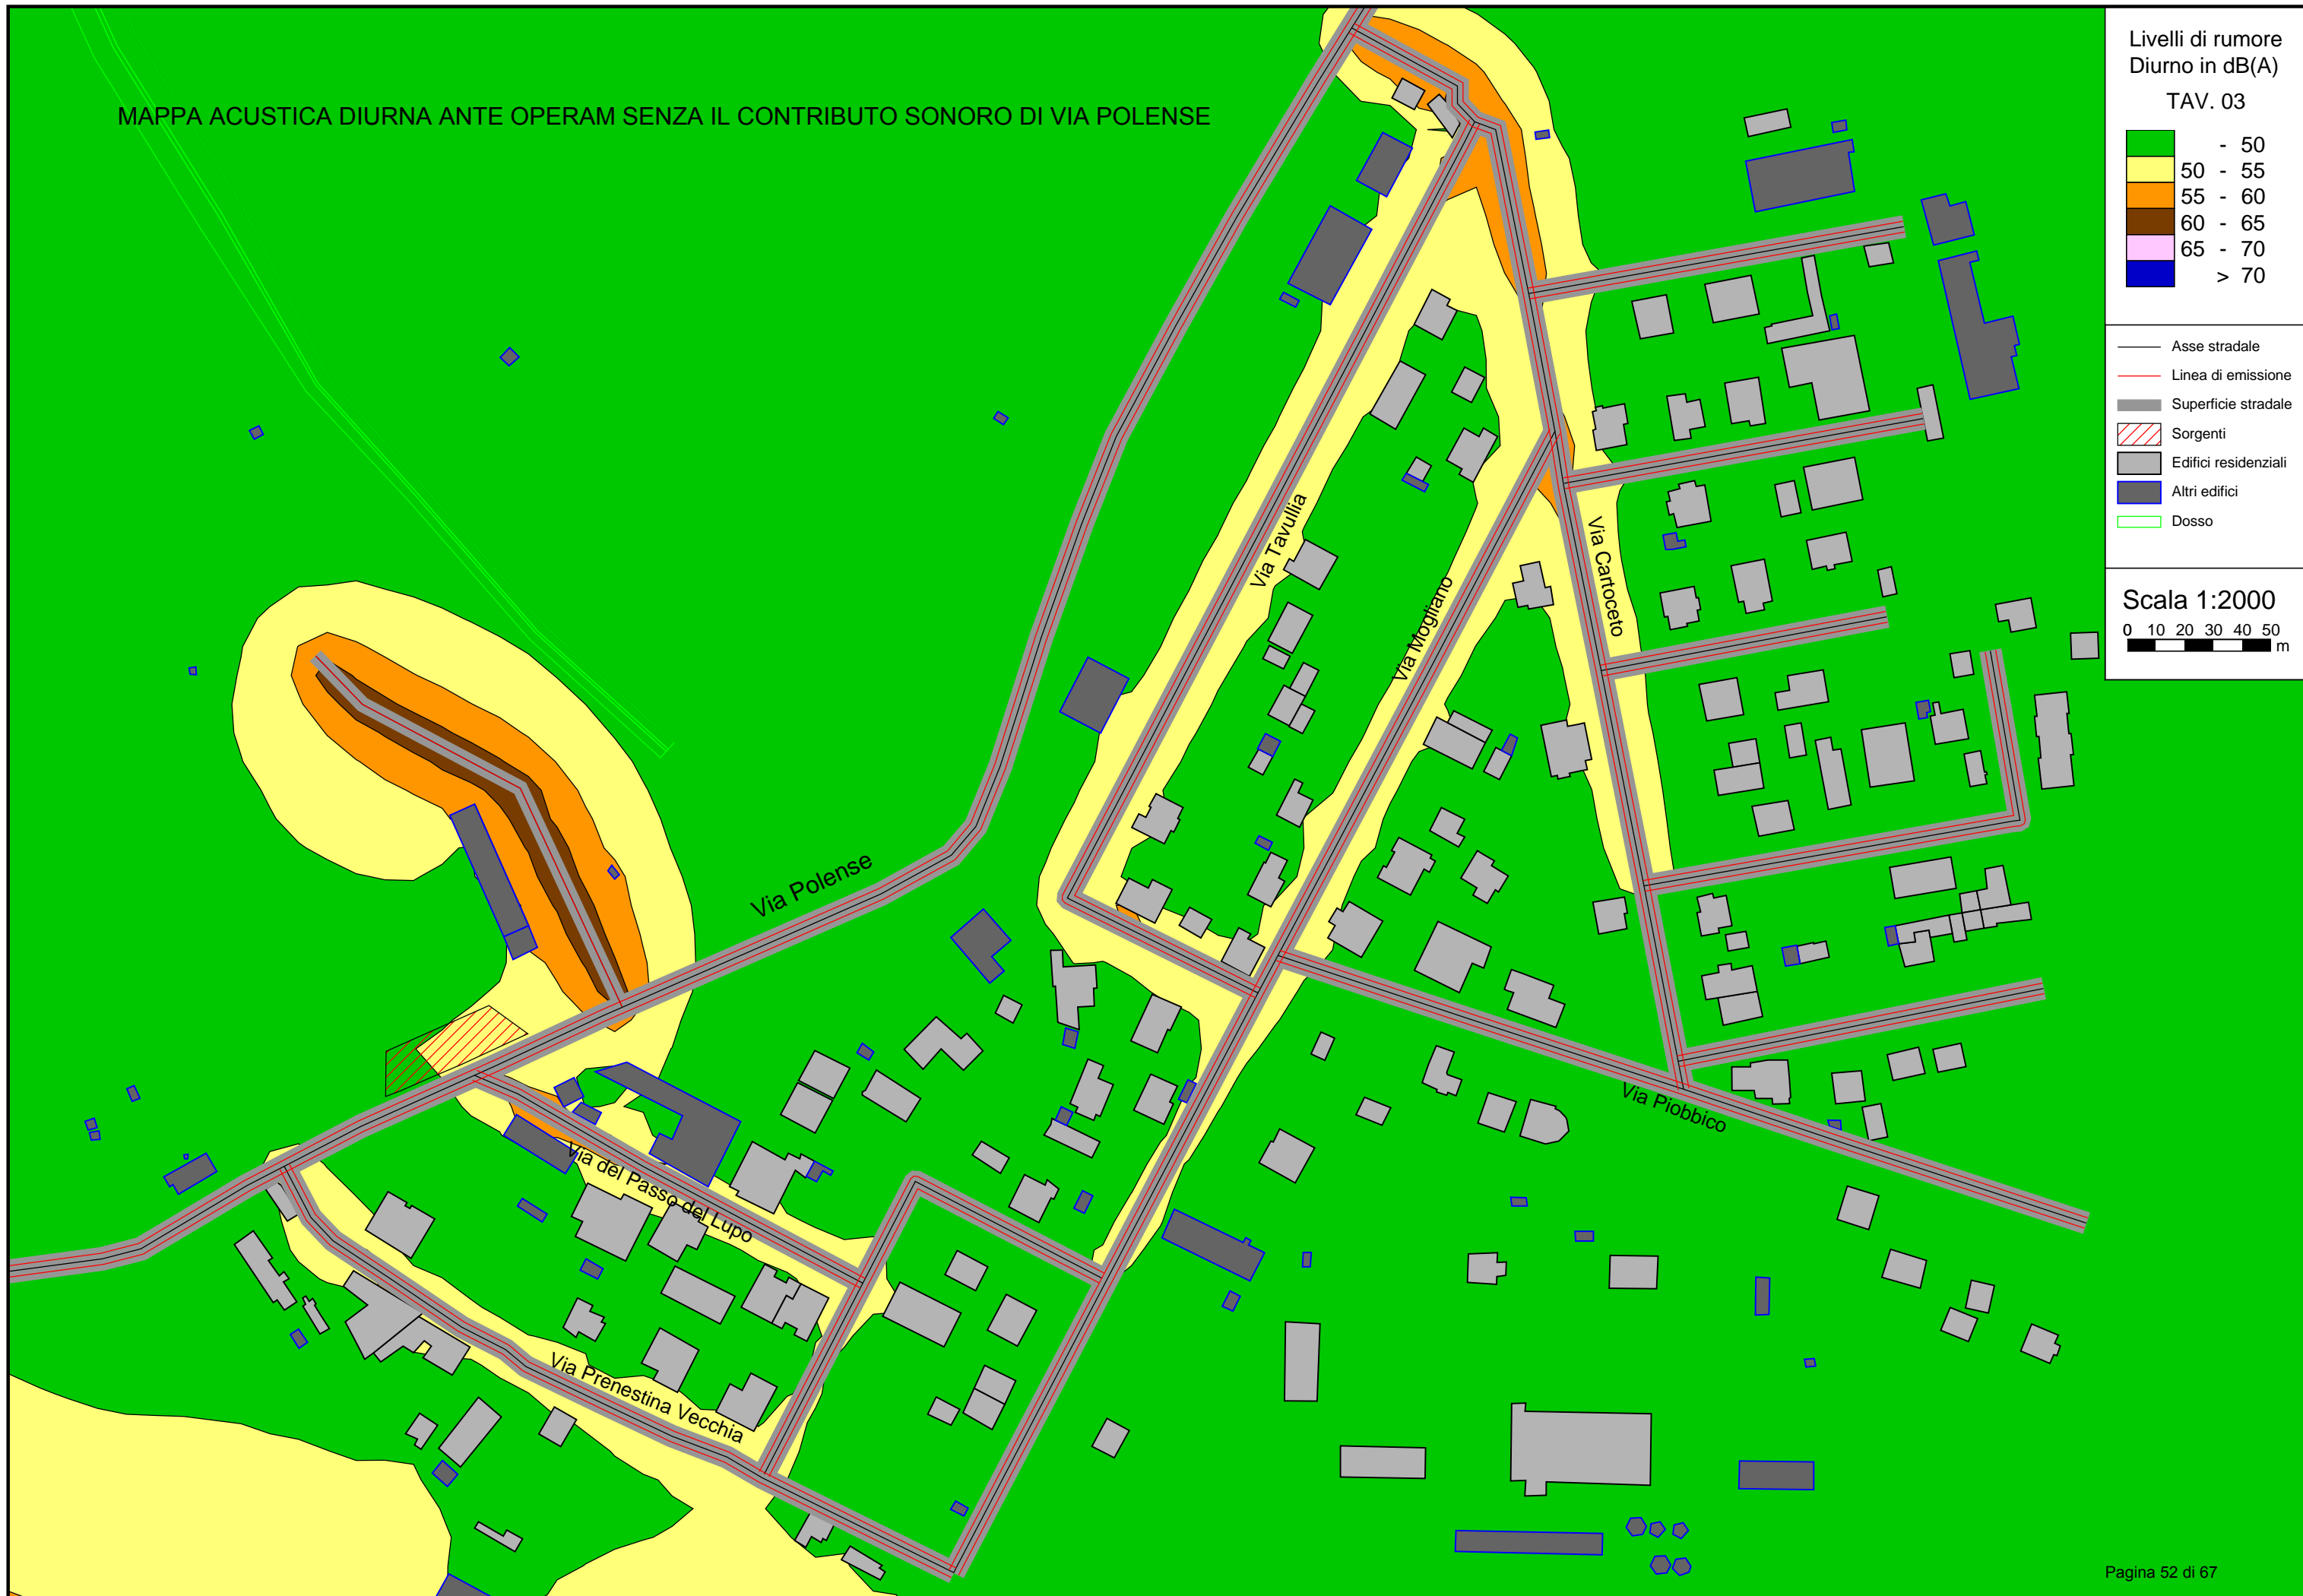 MAPPA ACUSTICA DIURNA ANTE OPERAM SENZA IL CONTRIBUTO SONORO DI VIA POLENSE
Livelli di rumore
Diurno in dB(A)
TAV. 03
- 50
50 - 55
55 - 60
60 - 65
65 - 70
> 70
Asse stradale
Linea di emissione
Superficie stradale
Sorgenti
Edifici residenziali
Altri edifici
Dosso
Scala 1:2000
0 10 20 30 40 50
m
Via Tavullia
Via Mogliano
Via Cartoceto
Via Polense
Via Piobbico
Via del Passo del Lupo
Via Prenestina Vecchia
Pagina 52 di 67